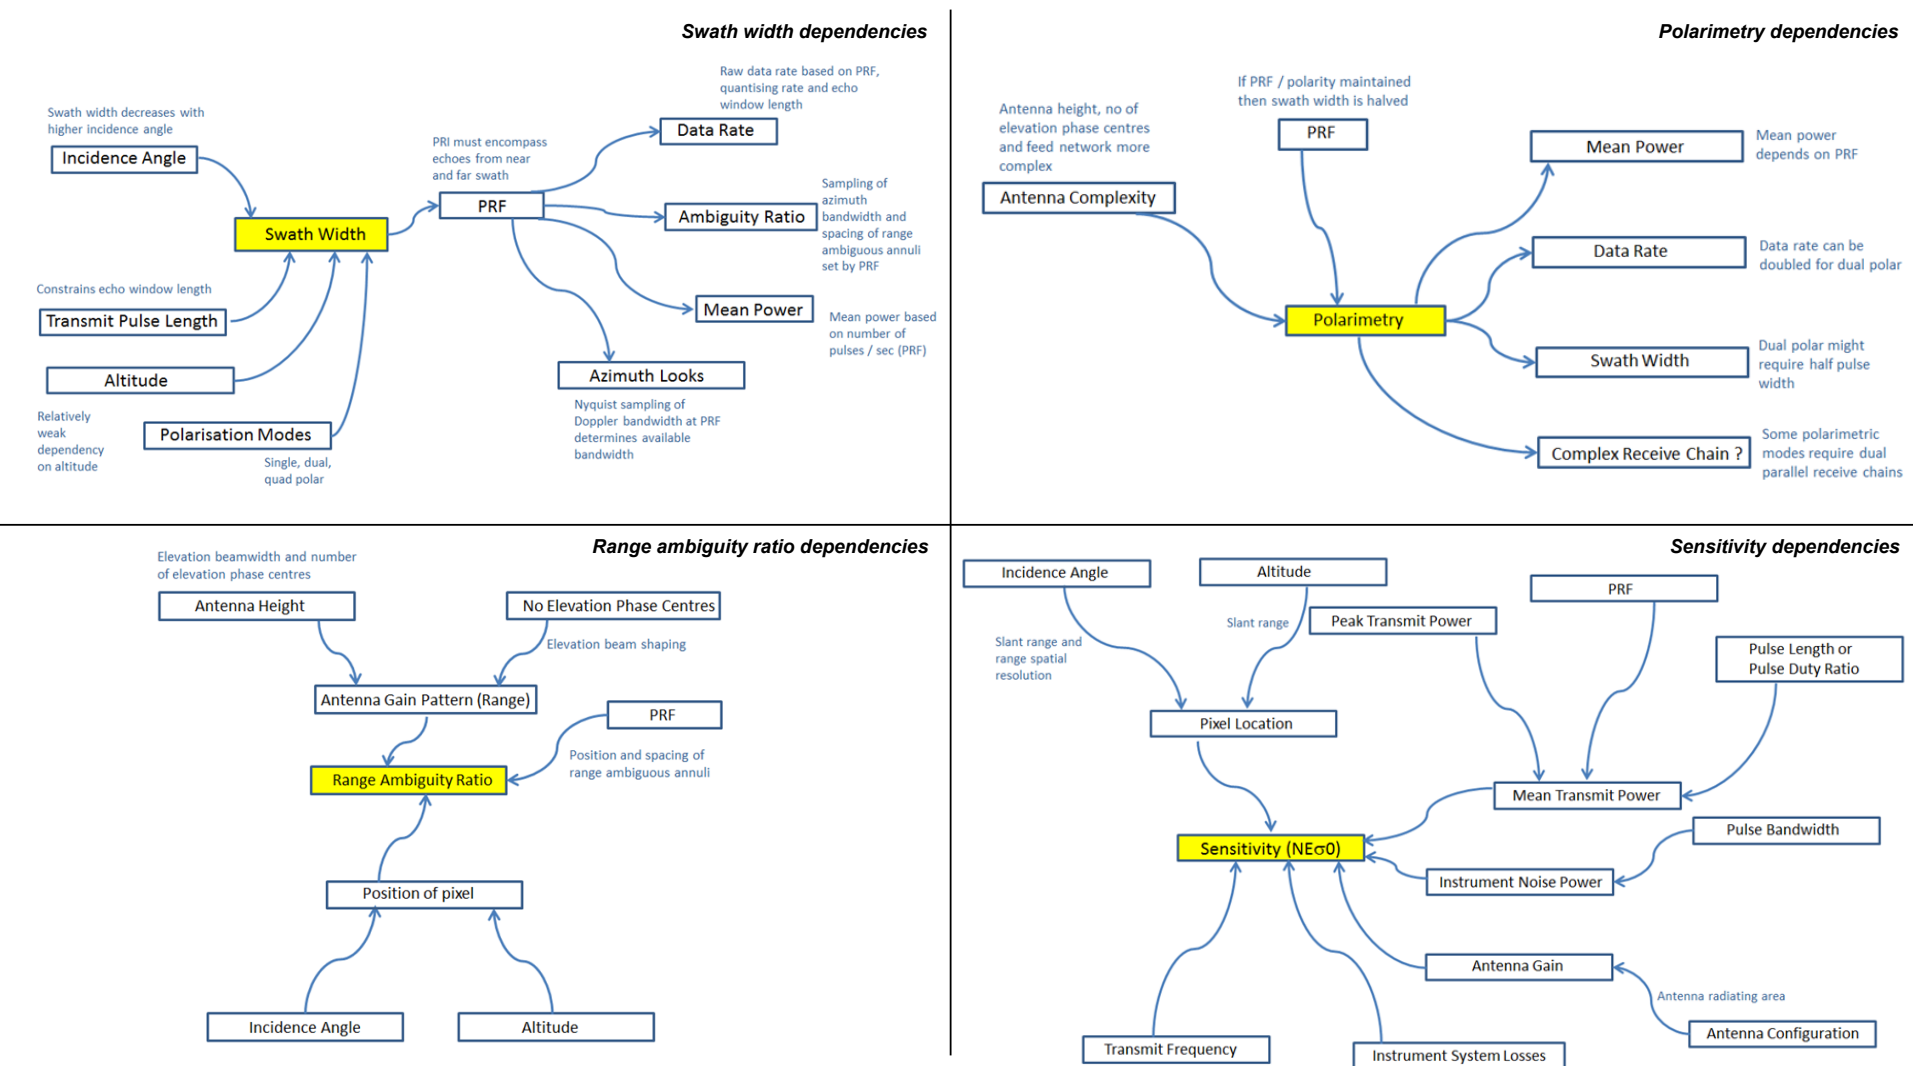 Swath width dependencies
Raw data rate based on PRF,
quantising rate and echo
window length
Swath width decreases with
higher incidence angle
Incidence Angle
PRI must encompass
echoes from near
and far swath
Data Rate
PRF
Sampling of
azimuth
bandwidth and
spacing of range
ambiguous annuli
set by PRF
Ambiguity Ratio
Swath Width
Constrains echo window length
Transmit Pulse Length
Mean Power
Mean power based
on number of
pulses / sec (PRF)
Altitude
Relatively
weak
dependency
on altitude
Azimuth Looks
Nyquist sampling of
Doppler bandwidth at PRF
determines available
bandwidth
Polarisation Modes
Single, dual,
quad polar
Polarimetry dependencies
If PRF / polarity maintained
then swath width is halved
PRF
Antenna height, no of
elevation phase centres
and feed network more
complex
Antenna Complexity
Mean Power
Mean power
depends on PRF
Data Rate
Data rate can be
doubled for dual polar
Polarimetry
Swath Width
Dual polar might
require half pulse
width
Complex Receive Chain ?
Some polarimetric
modes require dual
parallel receive chains
Range ambiguity ratio dependencies
Elevation beamwidth and number
of elevation phase centres
Antenna Height
No Elevation Phase Centres
Elevation beam shaping
Antenna Gain Pattern (Range)
PRF
Position and spacing of
range ambiguous annuli
Range Ambiguity Ratio
Position of pixel
Incidence Angle
Altitude
Sensitivity dependencies
Incidence Angle
Altitude
PRF
Slant range and
range spatial
resolution
Slant range
Peak Transmit Power
Pulse Length or
Pulse Duty Ratio
Pixel Location
Mean Transmit Power
Pulse Bandwidth
Sensitivity (NEσ0)
Instrument Noise Power
Antenna Gain
Antenna radiating area
Antenna Configuration
Transmit Frequency
Instrument System Losses